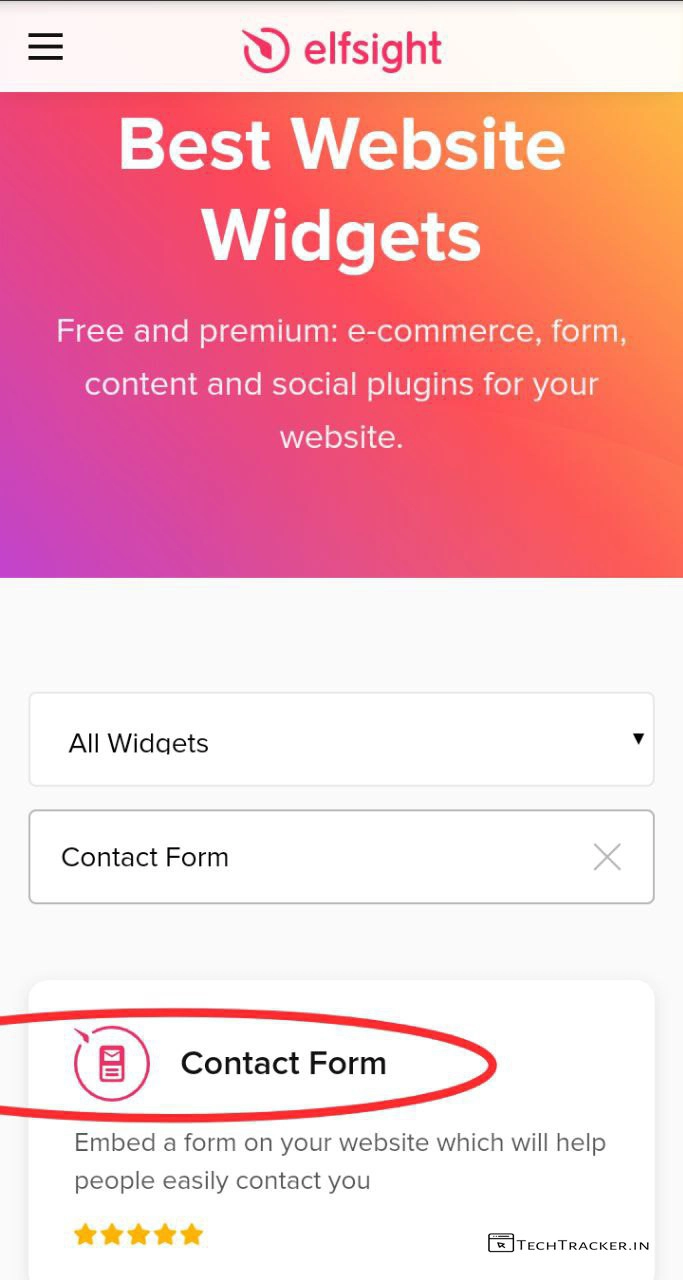 elfsight
Best Website
Widgets
Free and premium: e-commerce, form,
content and social plugins for your
website.
All Widgets
Contact Form
Contact Form
Embed a form on your website which will help
people easily contact you
TECHTRACKER.IN